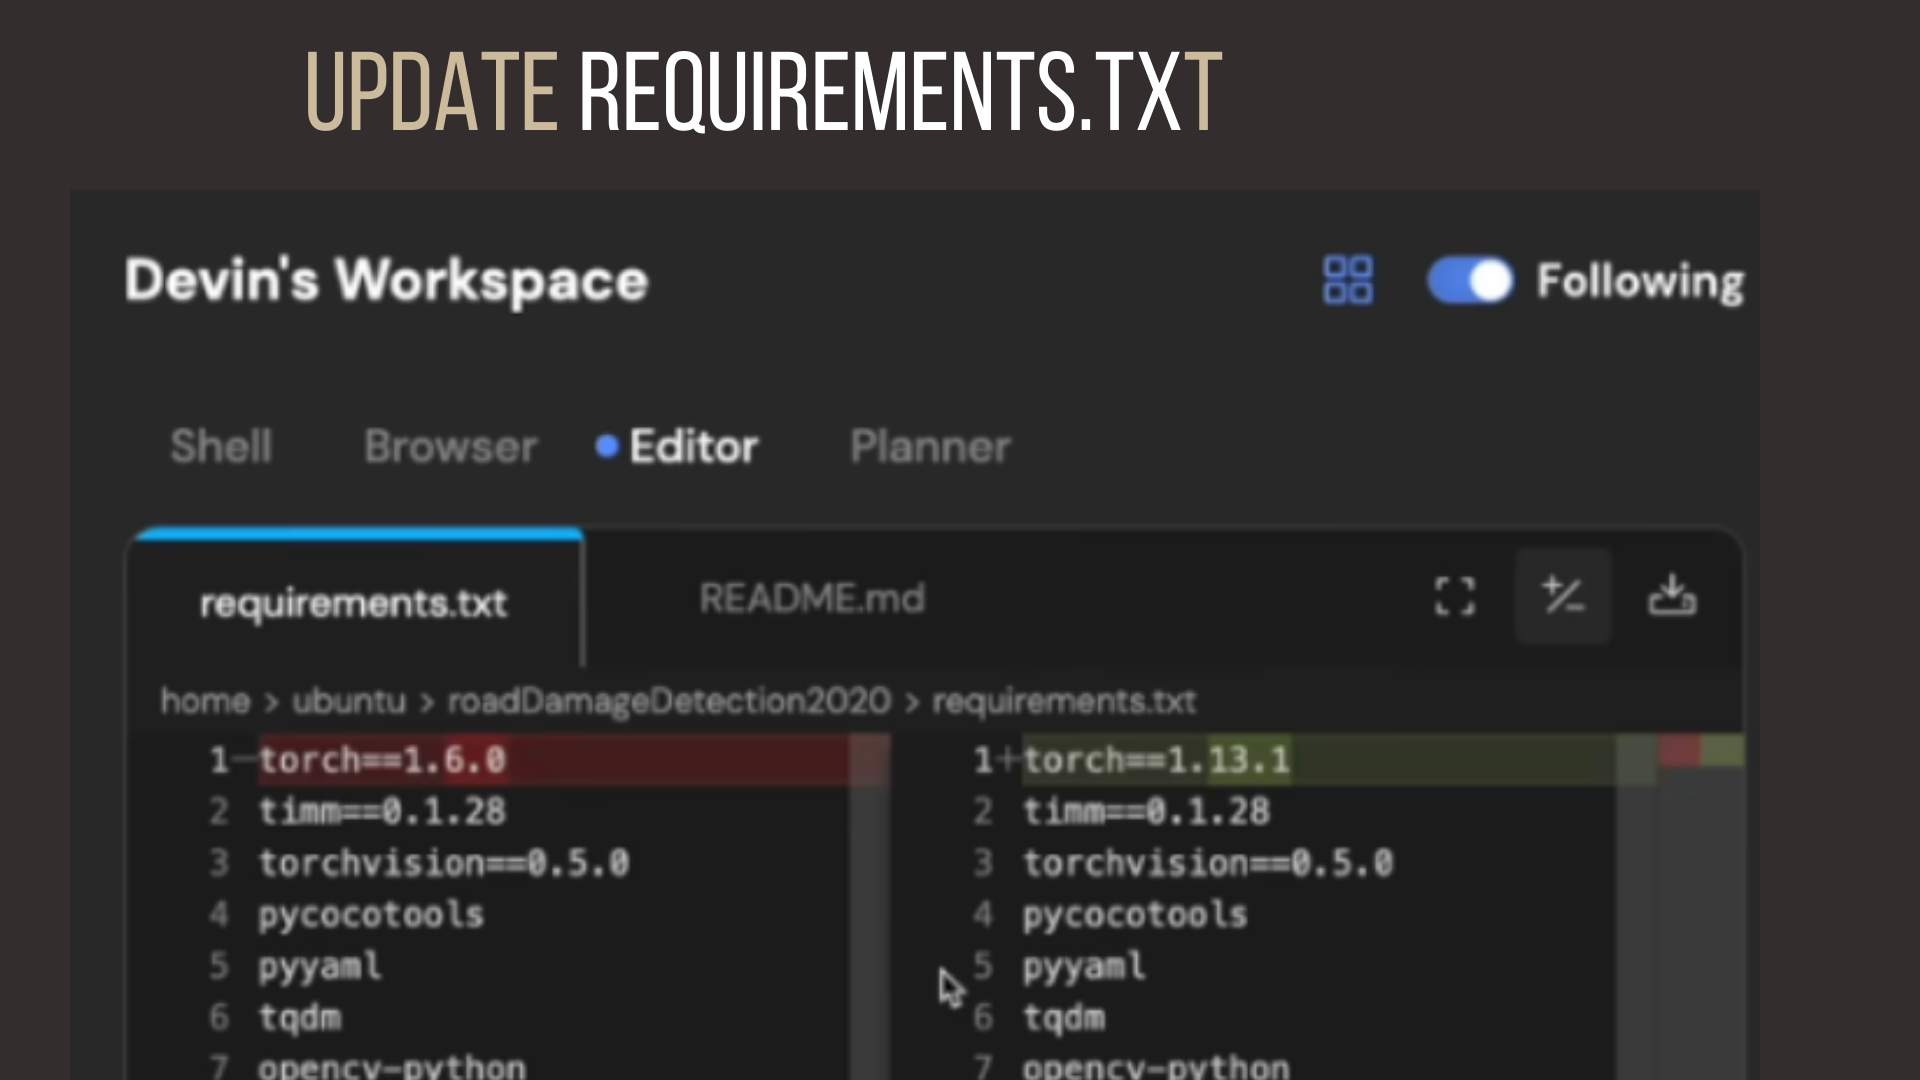 UPDATE REQUIREMENTS.TXT
Devin's Workspace
Following
Shell Browser Editor Planner
requirements.txt README.md
home > ubuntu > roadDamageDetection2020 > requirements.txt
1—torch==1.6.0
2 timm==0.1.28
3 torchvision==0.5.0
4 pycocotools
5 pyyaml
6 tqdm
7 opencv-python
1+torch==1.13.1
2 timm==0.1.28
3 torchvision==0.5.0
4 pycocotools
5 pyyaml
6 tqdm
7 opencv-python